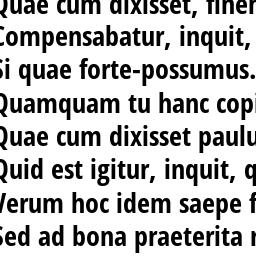 Quae cum dixisset, finem
Compensabatur, inquit,
Si quae forte-possumus.
Quamquam tu hanc copi
Quae cum dixisset paulu
Quid est igitur, inquit, q
Verum hoc idem saepe f
Sed ad bona praeterita r